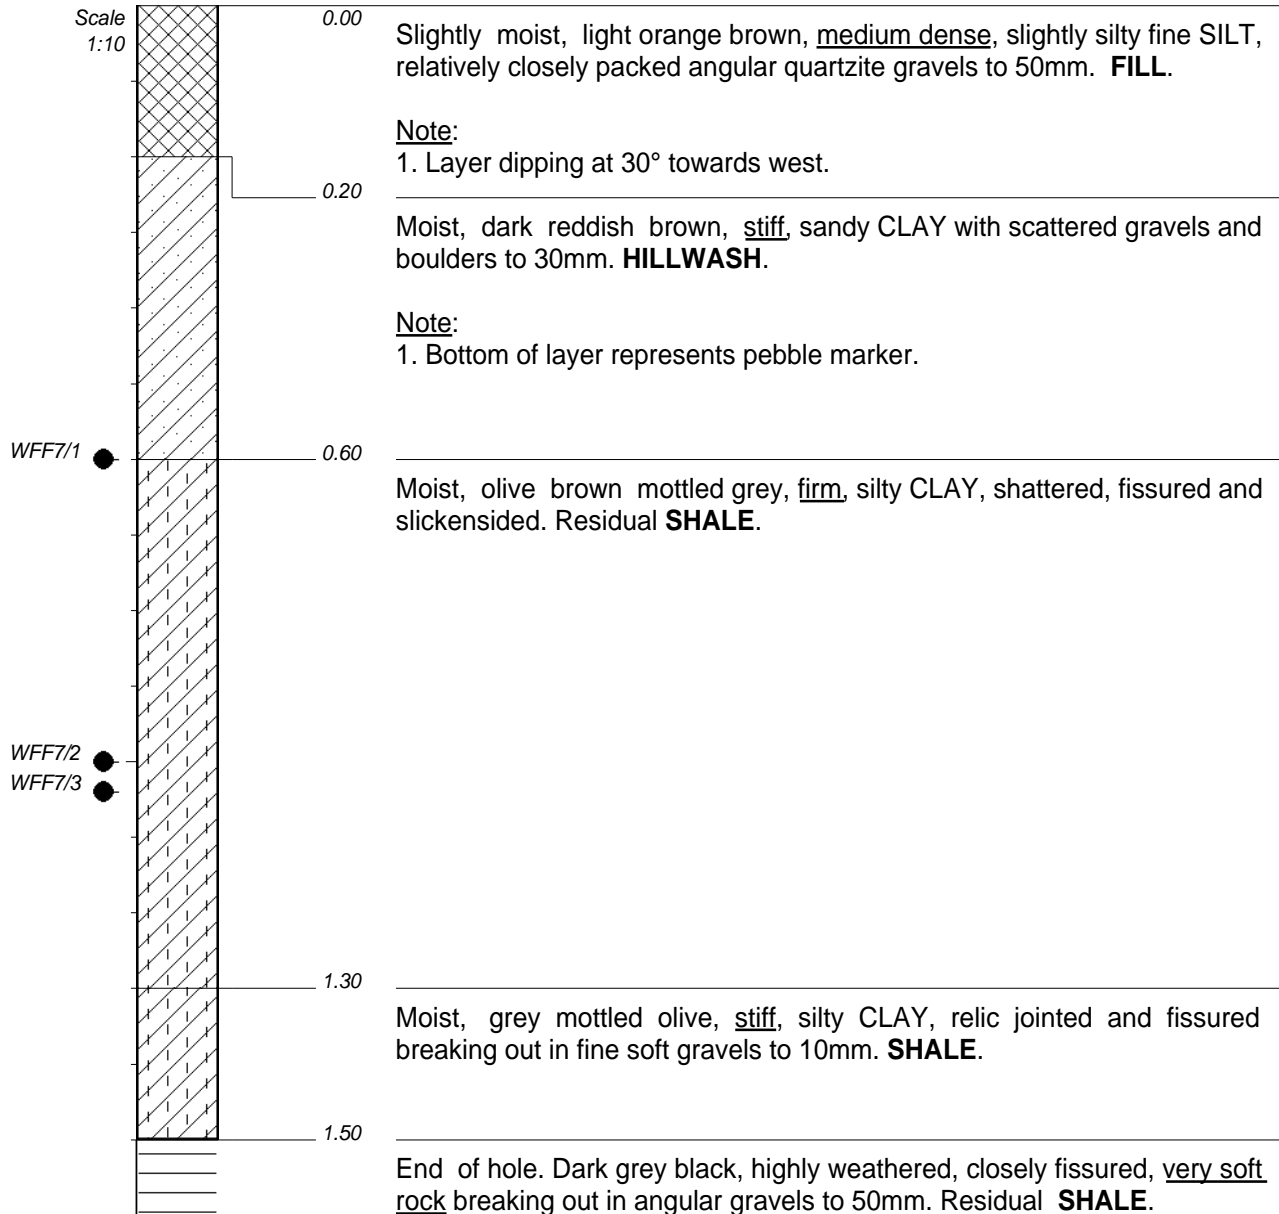 Scale
1:10
0.00
Slightly moist, light orange brown, medium dense, slightly silty fine SILT,
relatively closely packed angular quartzite gravels to 50mm. FILL.
Note:
1. Layer dipping at 30° towards west.
0.20
Moist, dark reddish brown, stiff, sandy CLAY with scattered gravels and
boulders to 30mm. HILLWASH.
Note:
1. Bottom of layer represents pebble marker.
WFF7/1
0.60
Moist, olive brown mottled grey, firm, silty CLAY, shattered, fissured and
slickensided. Residual SHALE.
WFF7/2
WFF7/3
1.30
Moist, grey mottled olive, stiff, silty CLAY, relic jointed and fissured
breaking out in fine soft gravels to 10mm. SHALE.
1.50
End of hole. Dark grey black, highly weathered, closely fissured, very soft
rock breaking out in angular gravels to 50mm. Residual SHALE.